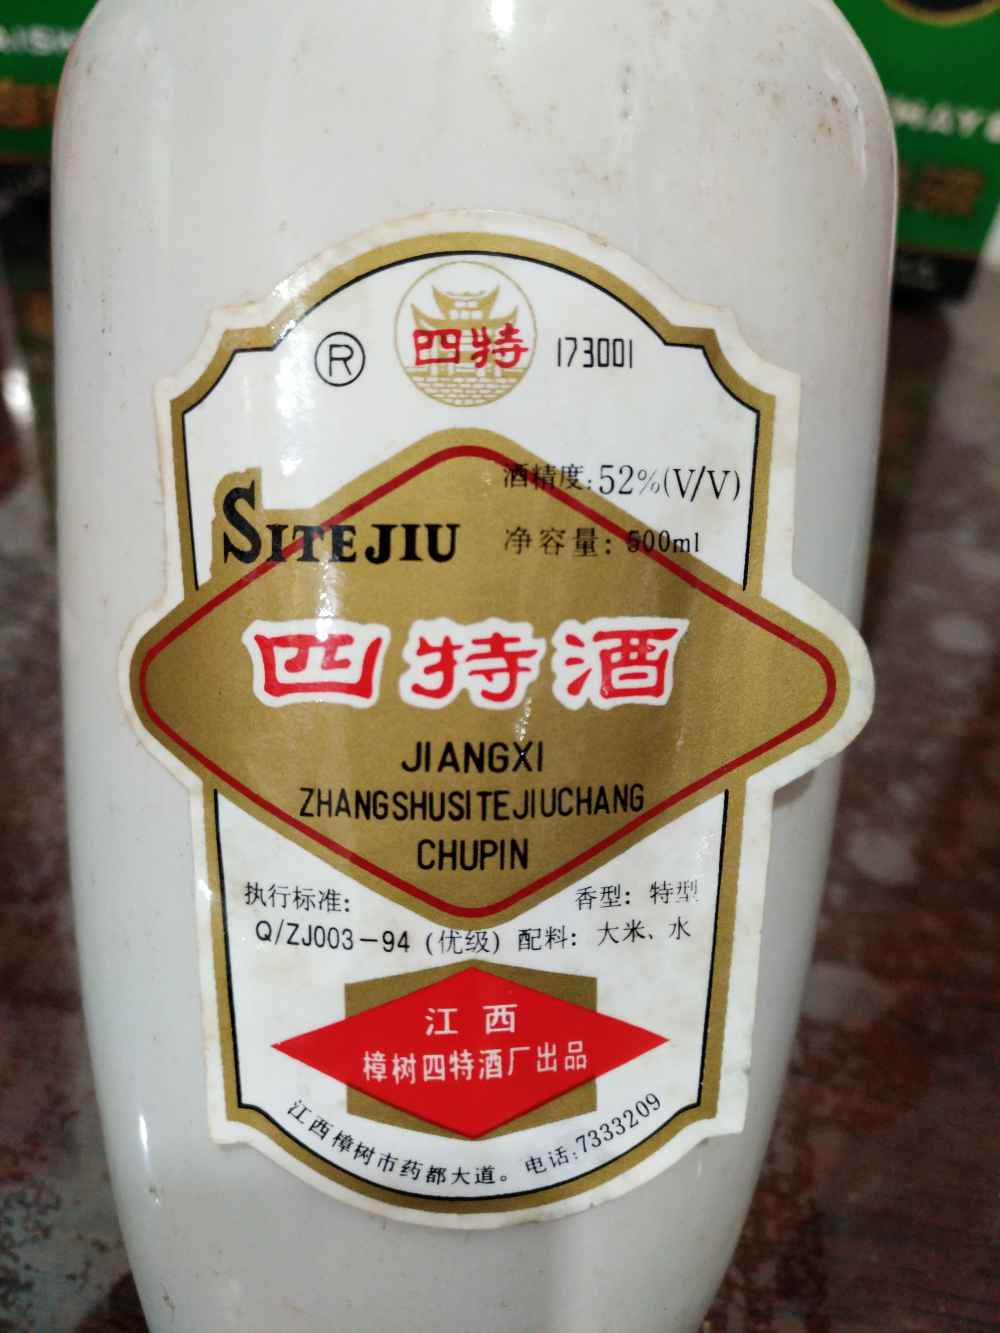 ® 四特 173001
酒精度:52%(V/V)
SITE JIU
净容量:500ml
四特酒
JIANGXI
ZHANGSHUSITEJIUCHANG
CHUPIN
执行标准:
香型:特型
Q/ZJ003-94(优级)
配料:大米、水
江西
樟树四特酒厂出品
江西樟树市药都大道。电话:7333209